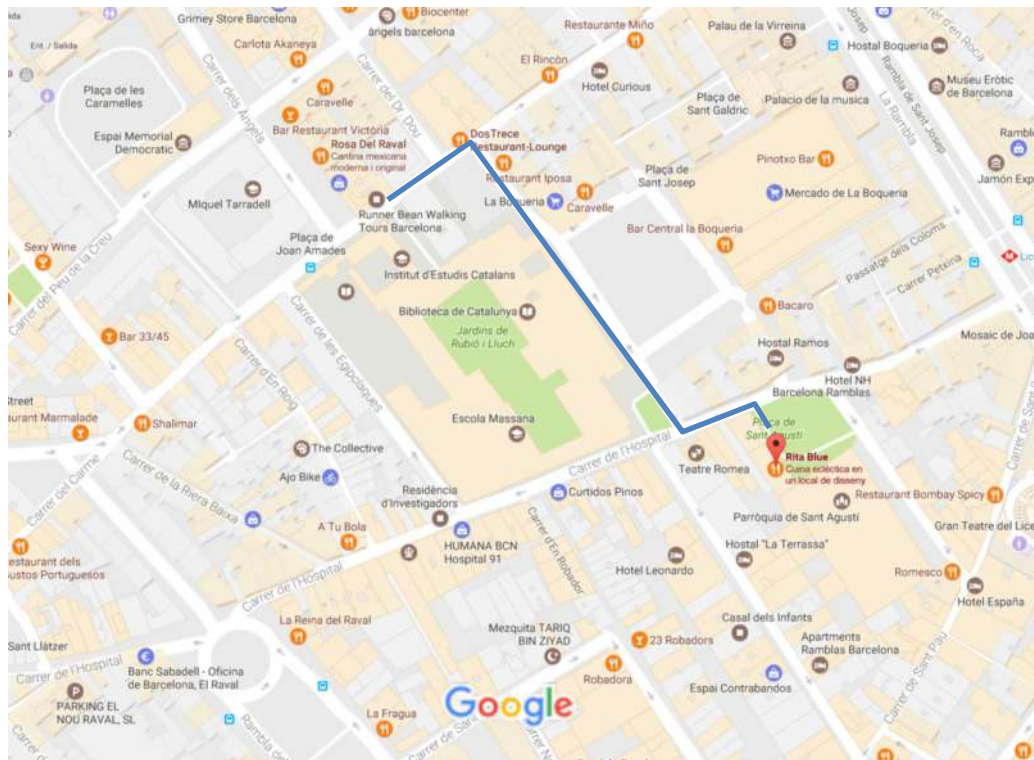 Grimey Store Barcelona
Biocenter
àngels barcelona
Restaurante Miño
Palau de la Virreina
Ent / Salida
Carlota Akaneya
El Rincón
Hostal Boqueria
Plaça de les
Caramelles
Carrer dels Àngels
Carrer del Dr. Dou
Hotel Curious
Plaça de
Sant Galdric
Palacio de la musica
Museu Eròtic
de Barcelona
La Rambla
Rambla de Sant Josep
Caravelle
Espai Memorial
Democratic
Bar Restaurant Victòria
Rosa Del Raval
Cantina mexicana
moderna i original
DosTrece
Restaurant-Lounge
Restaurant Iposa
Plaça de
Sant Josep
Pinotxo Bar
Jamón Exp
Miquel Tarradell
La Boqueria
Caravelle
Mercado de La Boqueria
Runner Bean Walking
Tours Barcelona
Bar Central la Boqueria
Sexy Wine
Plaça de
Joan Amades
Carrer del Peu de la Creu
Institut d'Estudis Catalans
Passatge dels Coloms
Carrer Petxina
Biblioteca de Catalunya
Bacaro
Bar 33/45
Jardins de
Rubió i Lluch
Carrer de les Egipcíaques
Hostal Ramos
Mosaic de Joa
Carrer d'En Roig
Hotel NH
Barcelona Ramblas
Street
urant Marmalade
Shalimar
Escola Massana
Plaça de
Sant Agustí
The Collective
Carrer de l'Hospital
Teatre Romea
Rita Blue
Cuina eclèctica en
un local de disseny
Carrer del Carme
Carrer de la Riera Baixa
Ajo Bike
Residència
d'Investigadors
Curtidos Pinos
Restaurant Bombay Spicy
Parròquia de Sant Agustí
A Tu Bola
HUMANA BCN
Hospital 91
Carrer d'En Robador
Hostal "La Terrassa"
Gran Teatre del Lice
estaurant dels
ustos Portuguesos
Hotel Leonardo
Romesco
Carrer de l'Hospital
Hotel España
La Reina del Raval
Casal dels Infants
Mezquita TARIQ
BIN ZIYAD
23 Robadors
Apartments
Ramblas Barcelona
Sant Llàtzer
Carrer de l'Hospital
Banc Sabadell - Oficina
de Barcelona, El Raval
Robadora
Espai Contrabandos
Carrer de Sant Pau
PARKING EL
NOU RAVAL, SL
Google
La Fragua